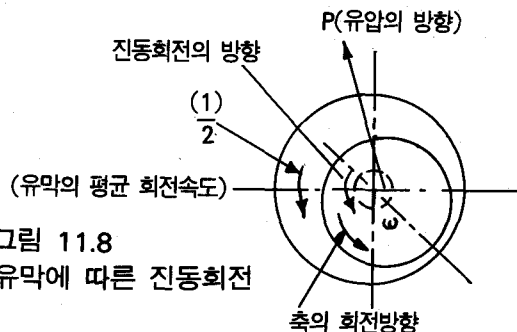 P(유압의 방향)
진동회전의 방향
(1)
2
(유막의 평균 회전속도)
ω
그림 11.8
유막에 따른 진동회전
축의 회전방향